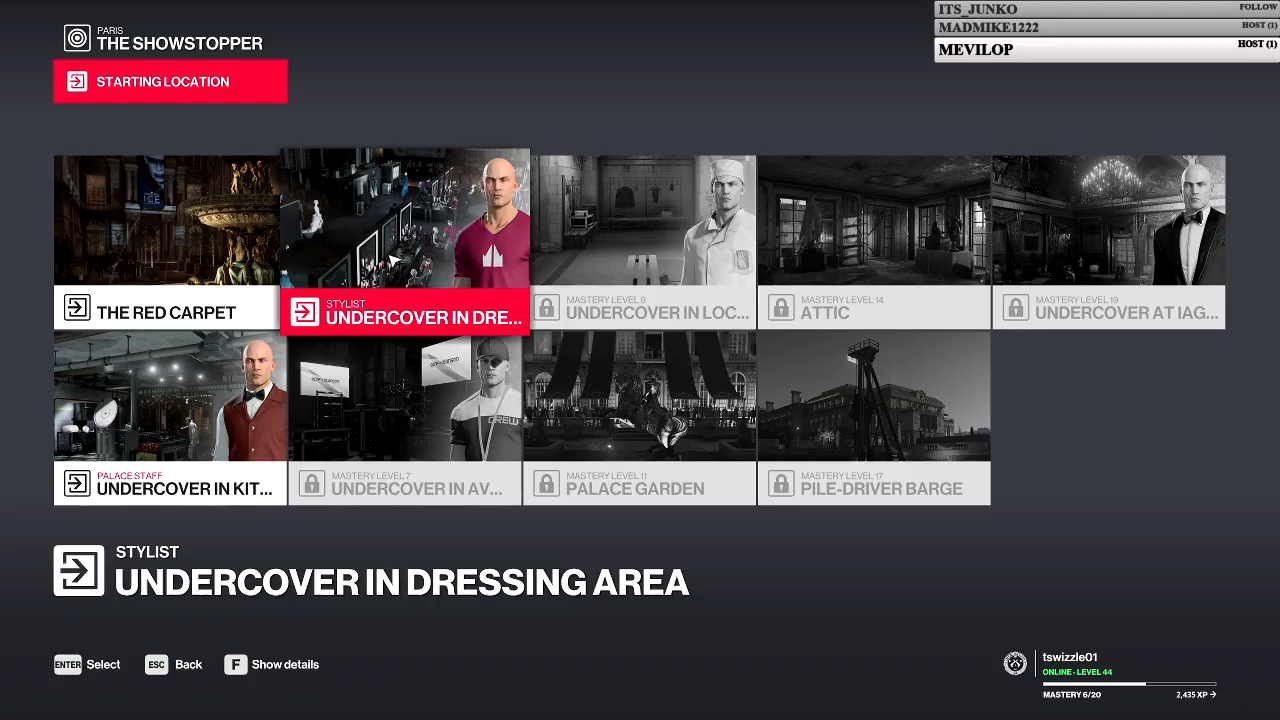 PARIS
THE SHOWSTOPPER
STARTING LOCATION
ITS_JUNKO FOLLOW
MADMIKE1222 HOST (1)
MEVILOP HOST (1)
ICE
THE RED CARPET
STYLIST
UNDERCOVER IN DRE...
MASTERY LEVEL 9
UNDERCOVER IN LOC...
MASTERY LEVEL 14
ATTIC
MASTERY LEVEL 19
UNDERCOVER AT IAG...
CREW
PALACE STAFF
UNDERCOVER IN KIT...
MASTERY LEVEL 7
UNDERCOVER IN AV...
MASTERY LEVEL 11
PALACE GARDEN
MASTERY LEVEL 17
PILE-DRIVER BARGE
STYLIST
UNDERCOVER IN DRESSING AREA
ENTER Select
ESC Back
F Show details
tswizzle01
ONLINE - LEVEL 44
MASTERY 6/20
2,435 XP →